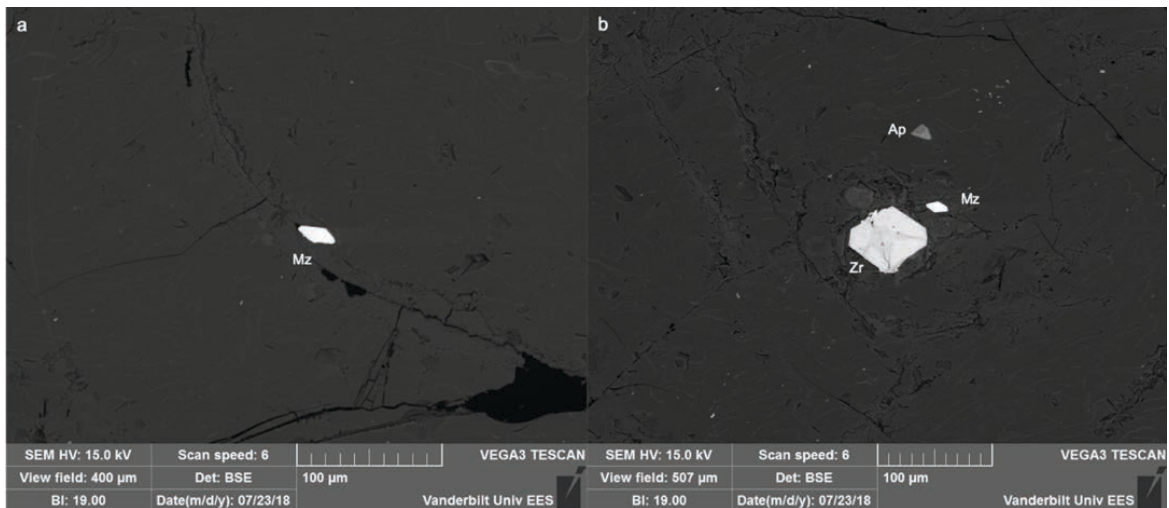 a
Mz
SEM HV: 15.0 kV
Scan speed: 6
VEGA3 TESCAN
View field: 400 µm
Det: BSE
100 µm
BI: 19.00
Date(m/d/y): 07/23/18
Vanderbilt Univ EES
b
Ap
Mz
Zr
SEM HV: 15.0 kV
Scan speed: 6
VEGA3 TESCAN
View field: 507 µm
Det: BSE
100 µm
BI: 19.00
Date(m/d/y): 07/23/18
Vanderbilt Univ EES